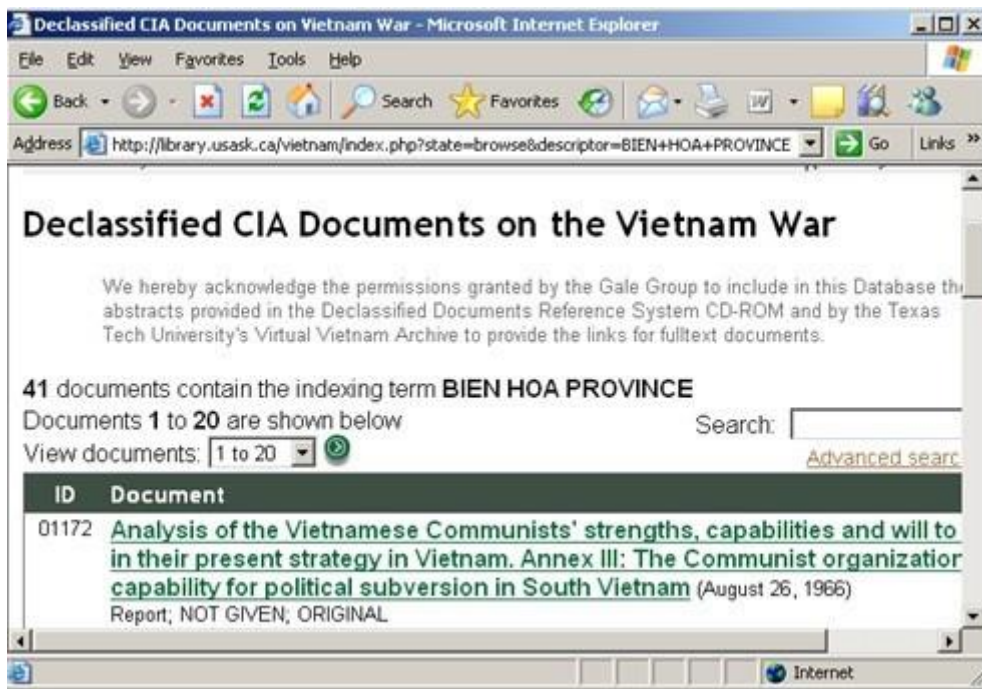 Declassified CIA Documents on Vietnam War - Microsoft Internet Explorer
File Edit View Favorites Tools Help
Back Search Favorites
Address http://library.usask.ca/vietnam/index.php?state=browse&descriptor=BIEN+HOA+PROVINCE Go Links »
Declassified CIA Documents on the Vietnam War
We hereby acknowledge the permissions granted by the Gale Group to include in this Database the
abstracts provided in the Declassified Documents Reference System CD-ROM and by the Texas
Tech University's Virtual Vietnam Archive to provide the links for fulltext documents.
41 documents contain the indexing term BIEN HOA PROVINCE
Documents 1 to 20 are shown below
Search:
View documents: 1 to 20
Advanced searc
ID Document
01172 Analysis of the Vietnamese Communists' strengths, capabilities and will to
in their present strategy in Vietnam. Annex III: The Communist organization
capability for political subversion in South Vietnam (August 26, 1966)
Report; NOT GIVEN; ORIGINAL
Internet